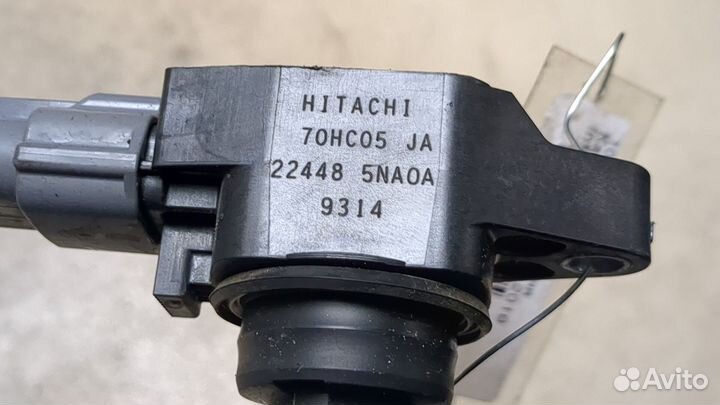 HITACHI
70HC05 JA
22448 5NA0A
9314
Avito